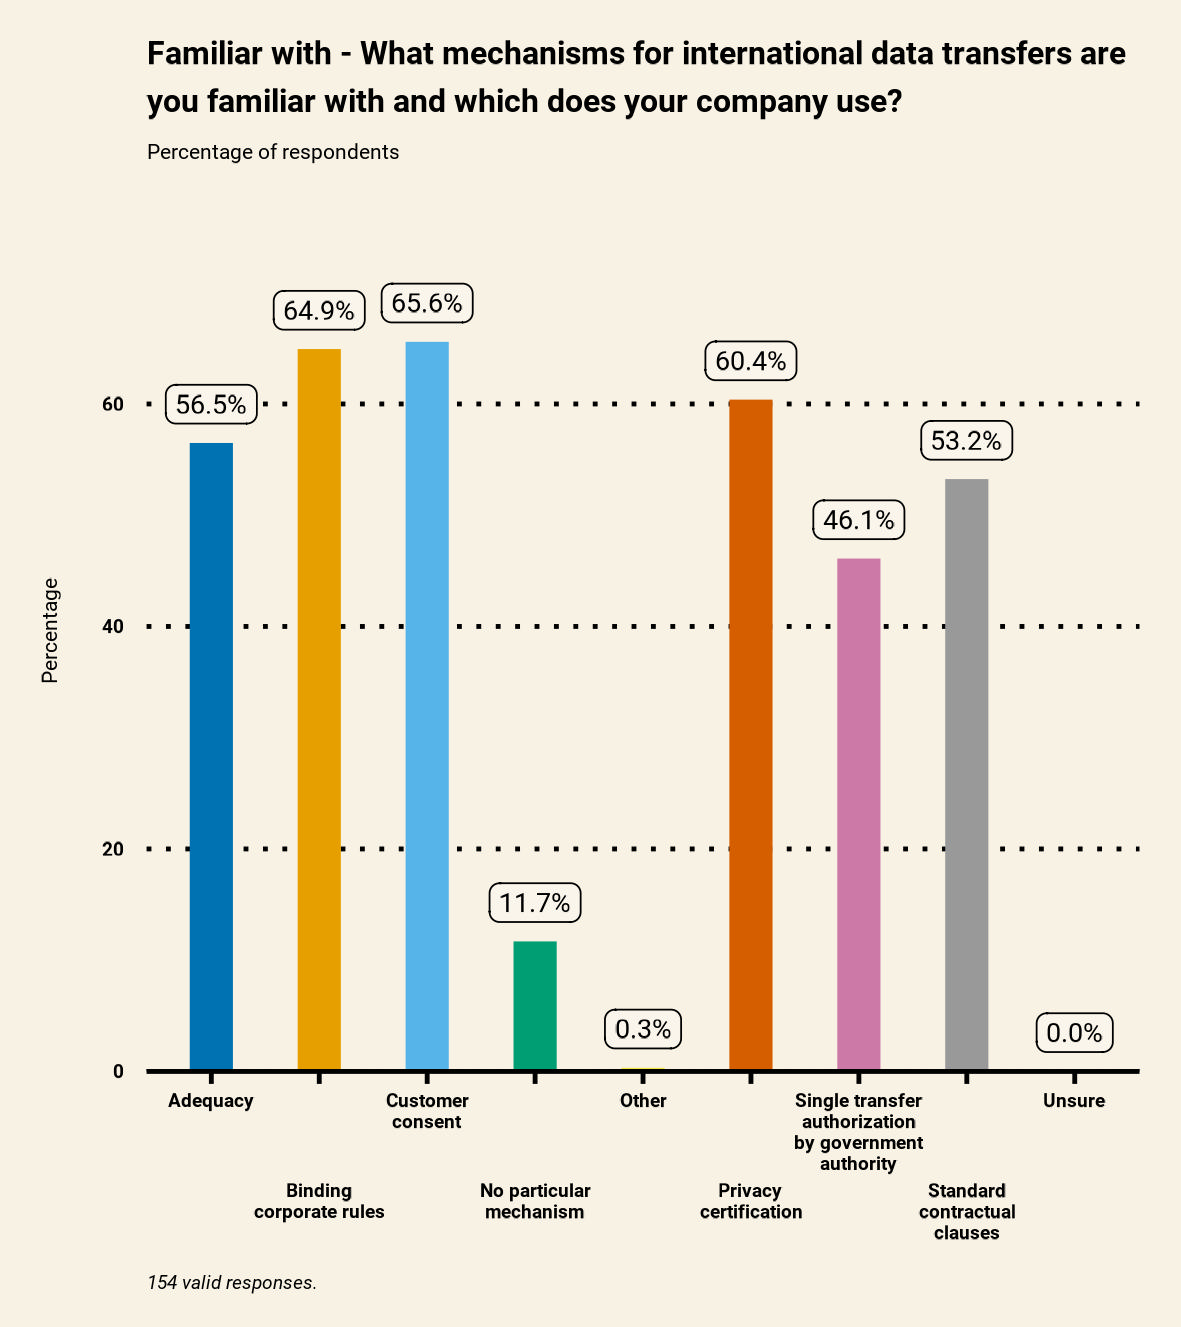 Familiar with - What mechanisms for international data transfers are
you familiar with and which does your company use?
Percentage of respondents
65.6%
64.9%
60.4%
56.5%
60
53.2%
46.1%
Percentage
40
20
11.7%
0.3%
0.0%
0
Adequacy
Customer
consent
Other
Single transfer
authorization
by government
authority
Unsure
Binding
corporate rules
No particular
mechanism
Privacy
certification
Standard
contractual
clauses
154 valid responses.